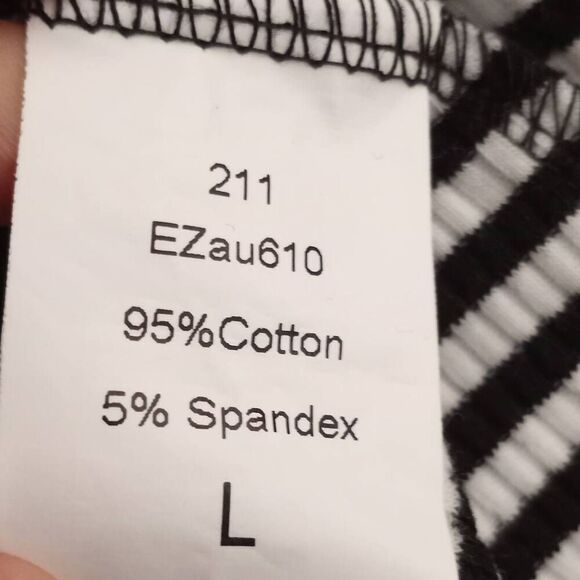 211
EZau610
95%Cotton
5% Spandex
L